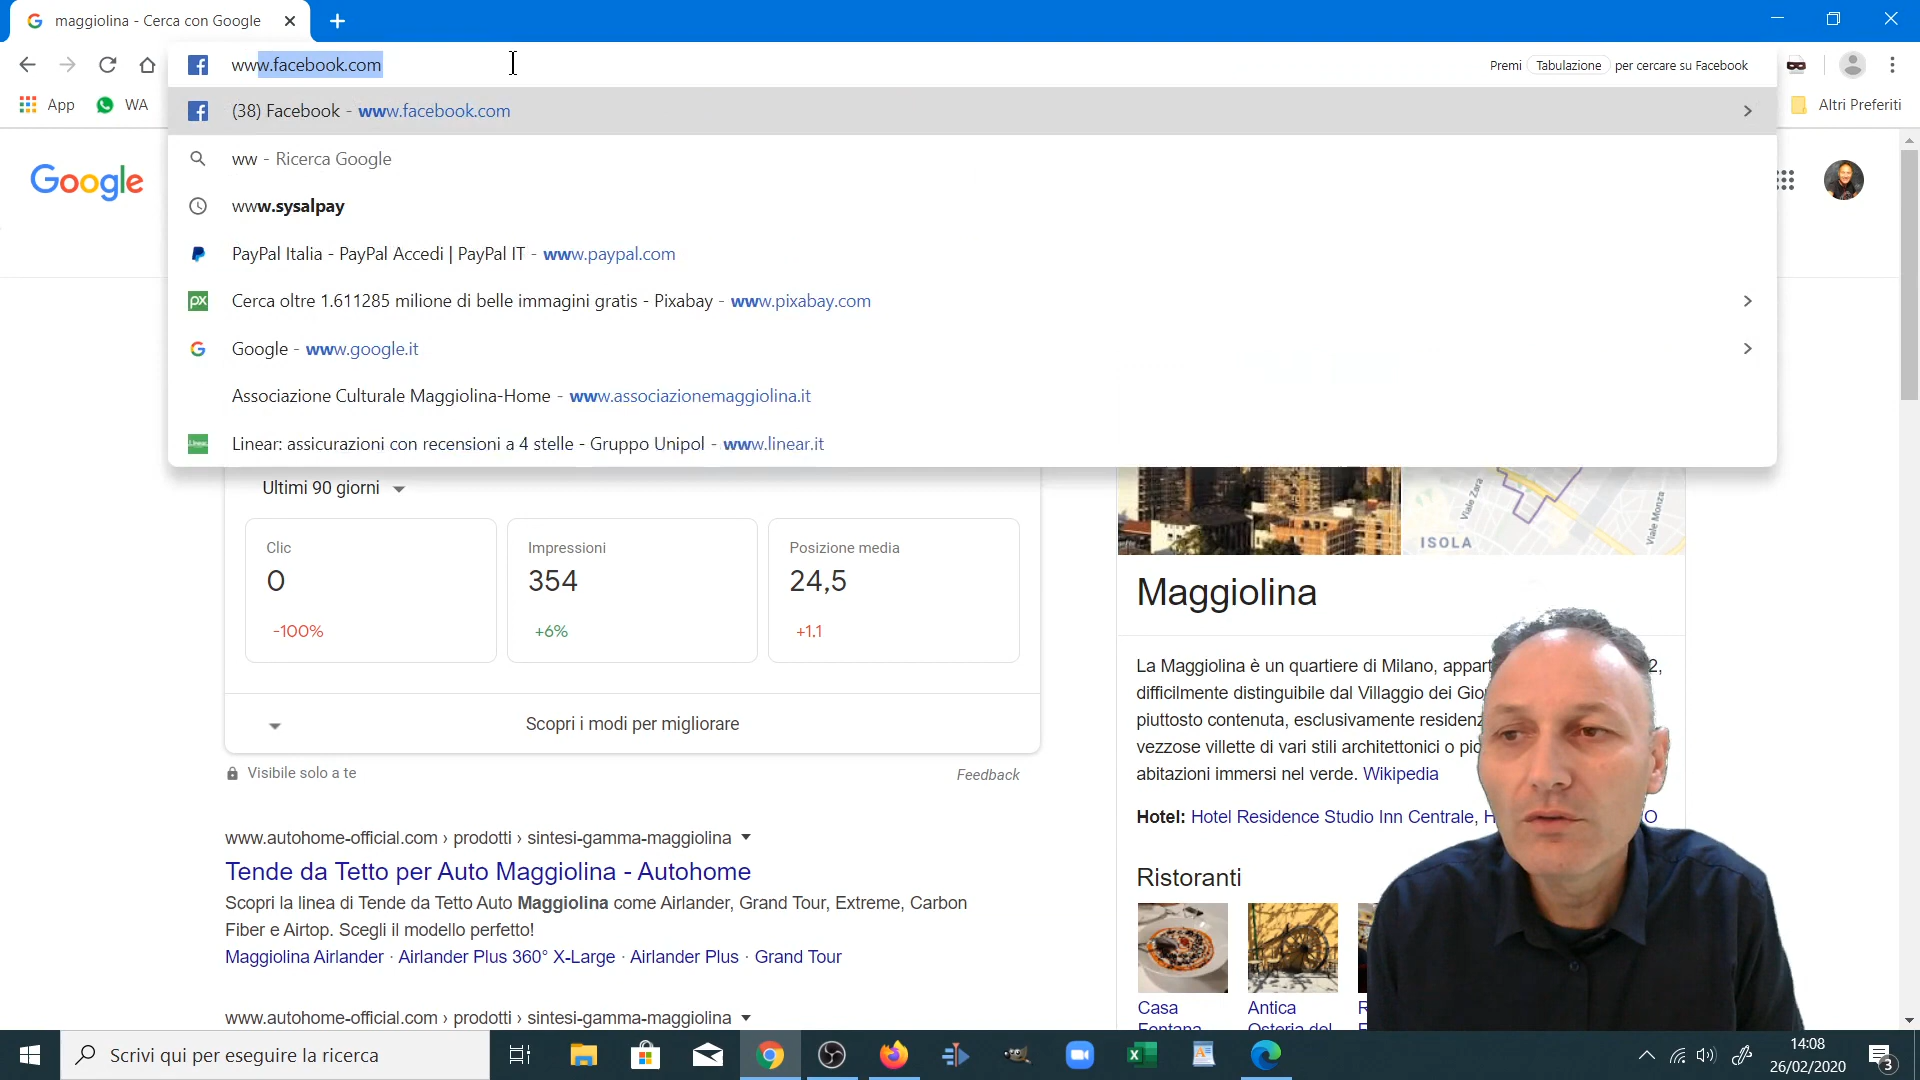 maggiolina - Cerca con Google
www.facebook.com
Premi Tabulazione per cercare su Facebook
App WA
Altri Preferiti
(38) Facebook - www.facebook.com
ww - Ricerca Google
www.sysalpay
PayPal Italia - PayPal Accedi | PayPal IT - www.paypal.com
px Cerca oltre 1.611285 milione di belle immagini gratis - Pixabay - www.pixabay.com
Google - www.google.it
Associazione Culturale Maggiolina-Home - www.associazionemaggiolina.it
Linear: assicurazioni con recensioni a 4 stelle - Gruppo Unipol - www.linear.it
Google
Ultimi 90 giorni
Clic
0
-100%
Impressioni
354
+6%
Posizione media
24,5
+1.1
Scopri i modi per migliorare
Visibile solo a te
Feedback
www.autohome-official.com › prodotti › sintesi-gamma-maggiolina
Tende da Tetto per Auto Maggiolina - Autohome
Scopri la linea di Tende da Tetto Auto Maggiolina come Airlander, Grand Tour, Extreme, Carbon
Fiber e Airtop. Scegli il modello perfetto!
Maggiolina Airlander · Airlander Plus 360° X-Large · Airlander Plus · Grand Tour
www.autohome-official.com › prodotti › sintesi-gamma-maggiolina
Viale Zara
Viale Monza
ISOLA
Maggiolina
La Maggiolina è un quartiere di Milano, appart 2,
difficilmente distinguibile dal Villaggio dei Gio
piuttosto contenuta, esclusivamente residenz
vezzose villette di vari stili architettonici o pic
abitazioni immersi nel verde. Wikipedia
Hotel: Hotel Residence Studio Inn Centrale, H O
Ristoranti
Casa
Fontana
Antica
Osteria del
Scrivi qui per eseguire la ricerca
14:08
26/02/2020
3